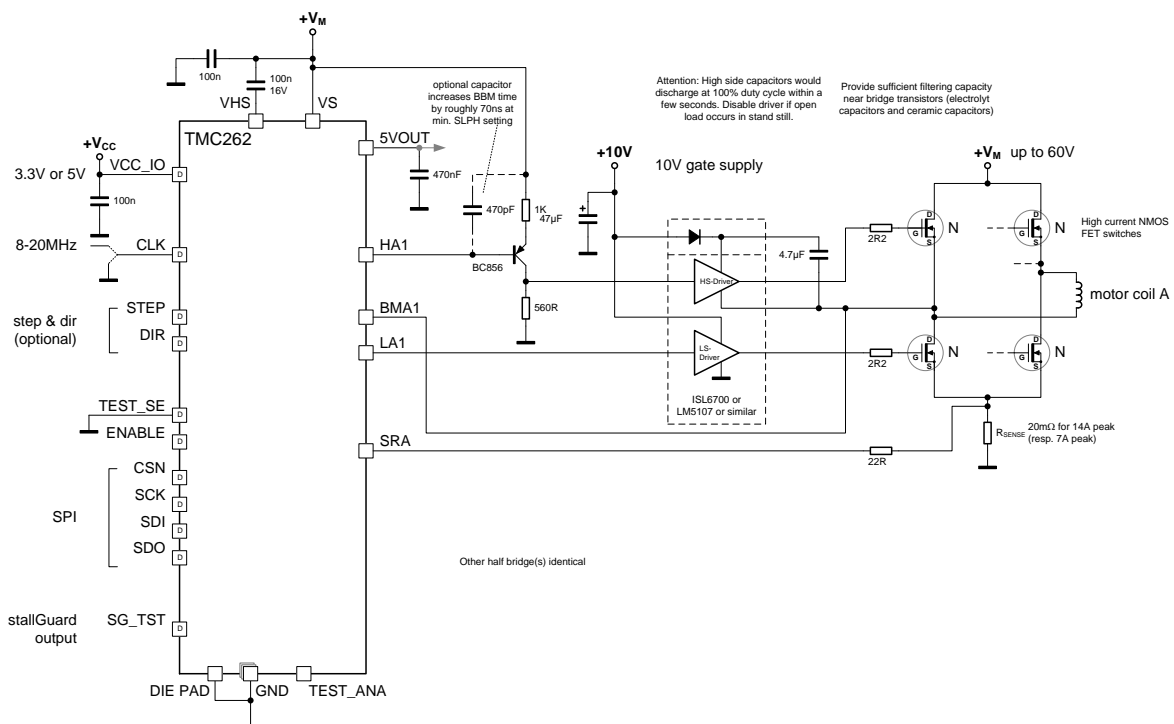 +VM
100n
100n
16V
VHS
VS
optional capacitor
increases BBM time
by roughly 70ns at
min. SLPH setting
Attention: High side capacitors would
discharge at 100% duty cycle within a
few seconds. Disable driver if open
load occurs in stand still.
Provide sufficient filtering capacity
near bridge transistors (electrolyt
capacitors and ceramic capacitors)
TMC262
+VCC
VCC_IO
3.3V or 5V
D
100n
5VOUT
470nF
470pF
1K
47µF
+
+10V
10V gate supply
+VM
up to 60V
8-20MHz
CLK
D
HA1
BC856
560R
HS-Driver
4.7µF
2R2
D
G
S
N
D
G
S
N
High current NMOS
FET switches
motor coil A
step & dir
(optional)
STEP
D
DIR
D
BMA1
LA1
LS-
Driver
2R2
D
G
S
N
D
G
S
N
ISL6700 or
LM5107 or similar
TEST_SE
D
ENABLE
D
SRA
22R
RSENSE
20mΩ for 14A peak
(resp. 7A peak)
SPI
CSN
D
SCK
D
SDI
D
SDO
D
Other half bridge(s) identical
stallGuard
output
SG_TST
D
DIE PAD
GND
TEST_ANA